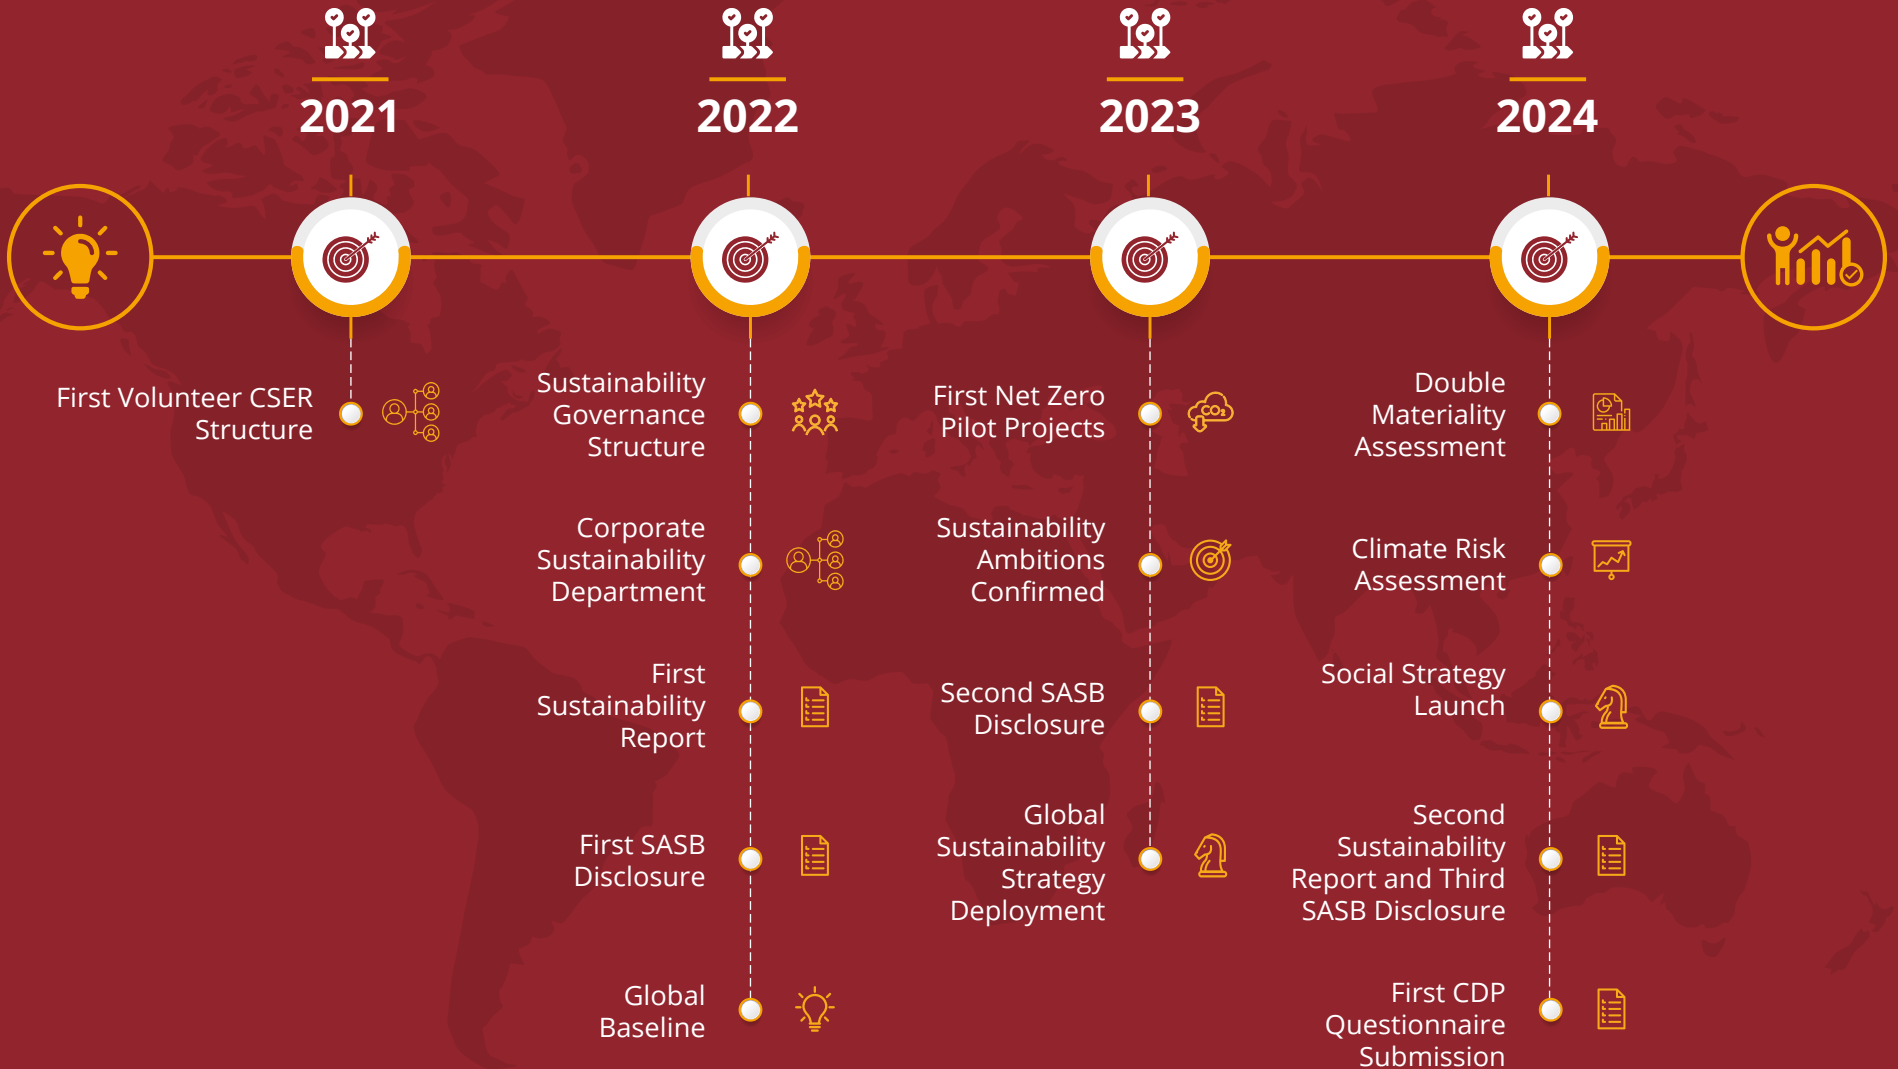 2021
2022
2023
2024
First Volunteer CSER
Structure
Sustainability
Governance
Structure
Corporate
Sustainability
Department
First
Sustainability
Report
First SASB
Disclosure
Global
Baseline
First Net Zero
Pilot Projects
CO2
Sustainability
Ambitions
Confirmed
Second SASB
Disclosure
Global
Sustainability
Strategy
Deployment
Double
Materiality
Assessment
Climate Risk
Assessment
Social Strategy
Launch
Second
Sustainability
Report and Third
SASB Disclosure
First CDP
Questionnaire
Submission